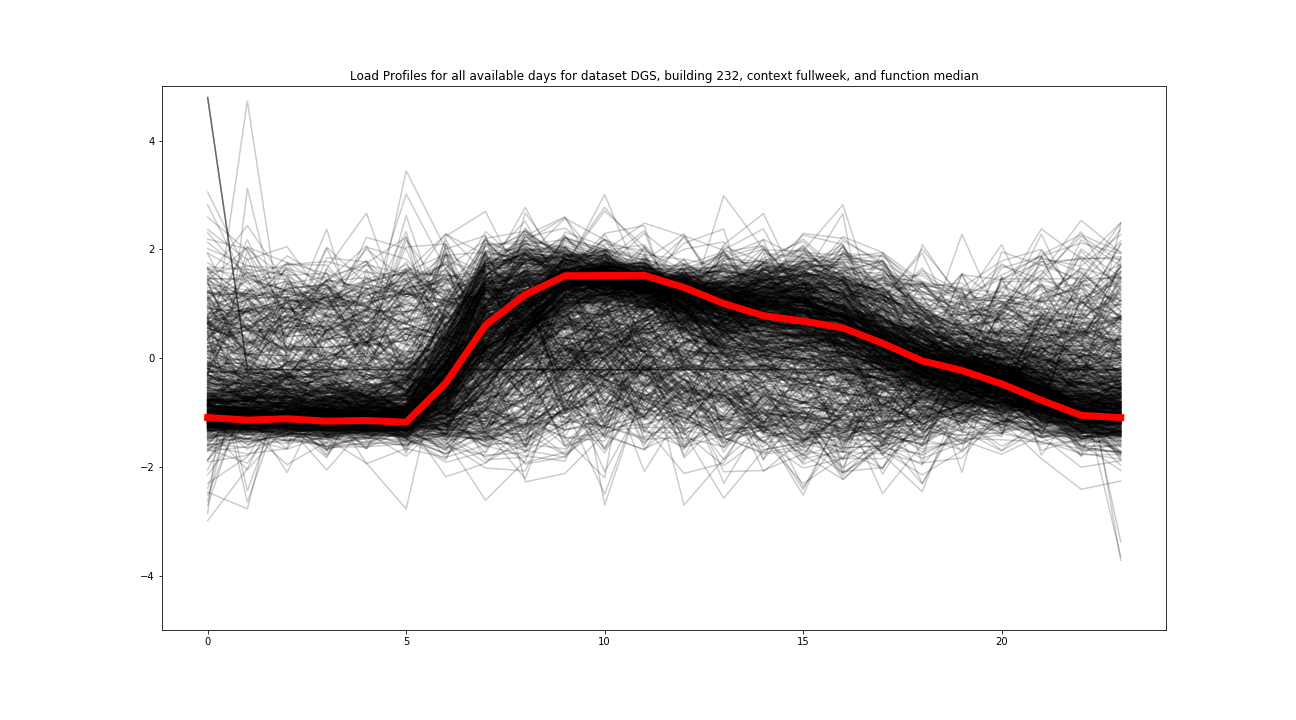 Load Profiles for all available days for dataset DGS, building 232, context fullweek, and function median
4
2
0
−2
−4
0 5 10 15 20